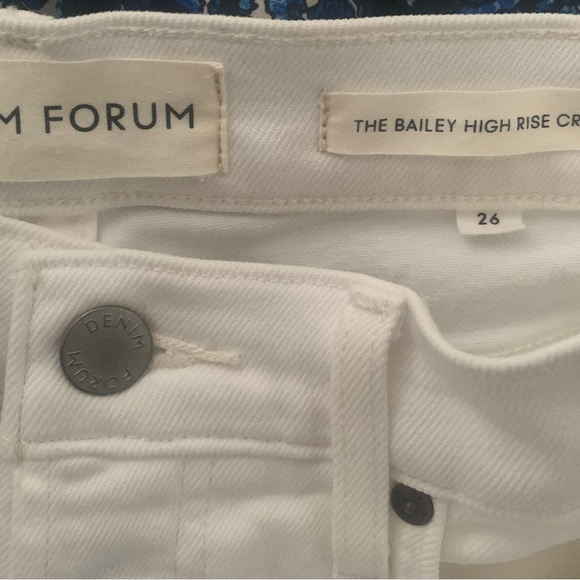 M FORUM
THE BAILEY HIGH RISE CR
26
DENIM
FORUM